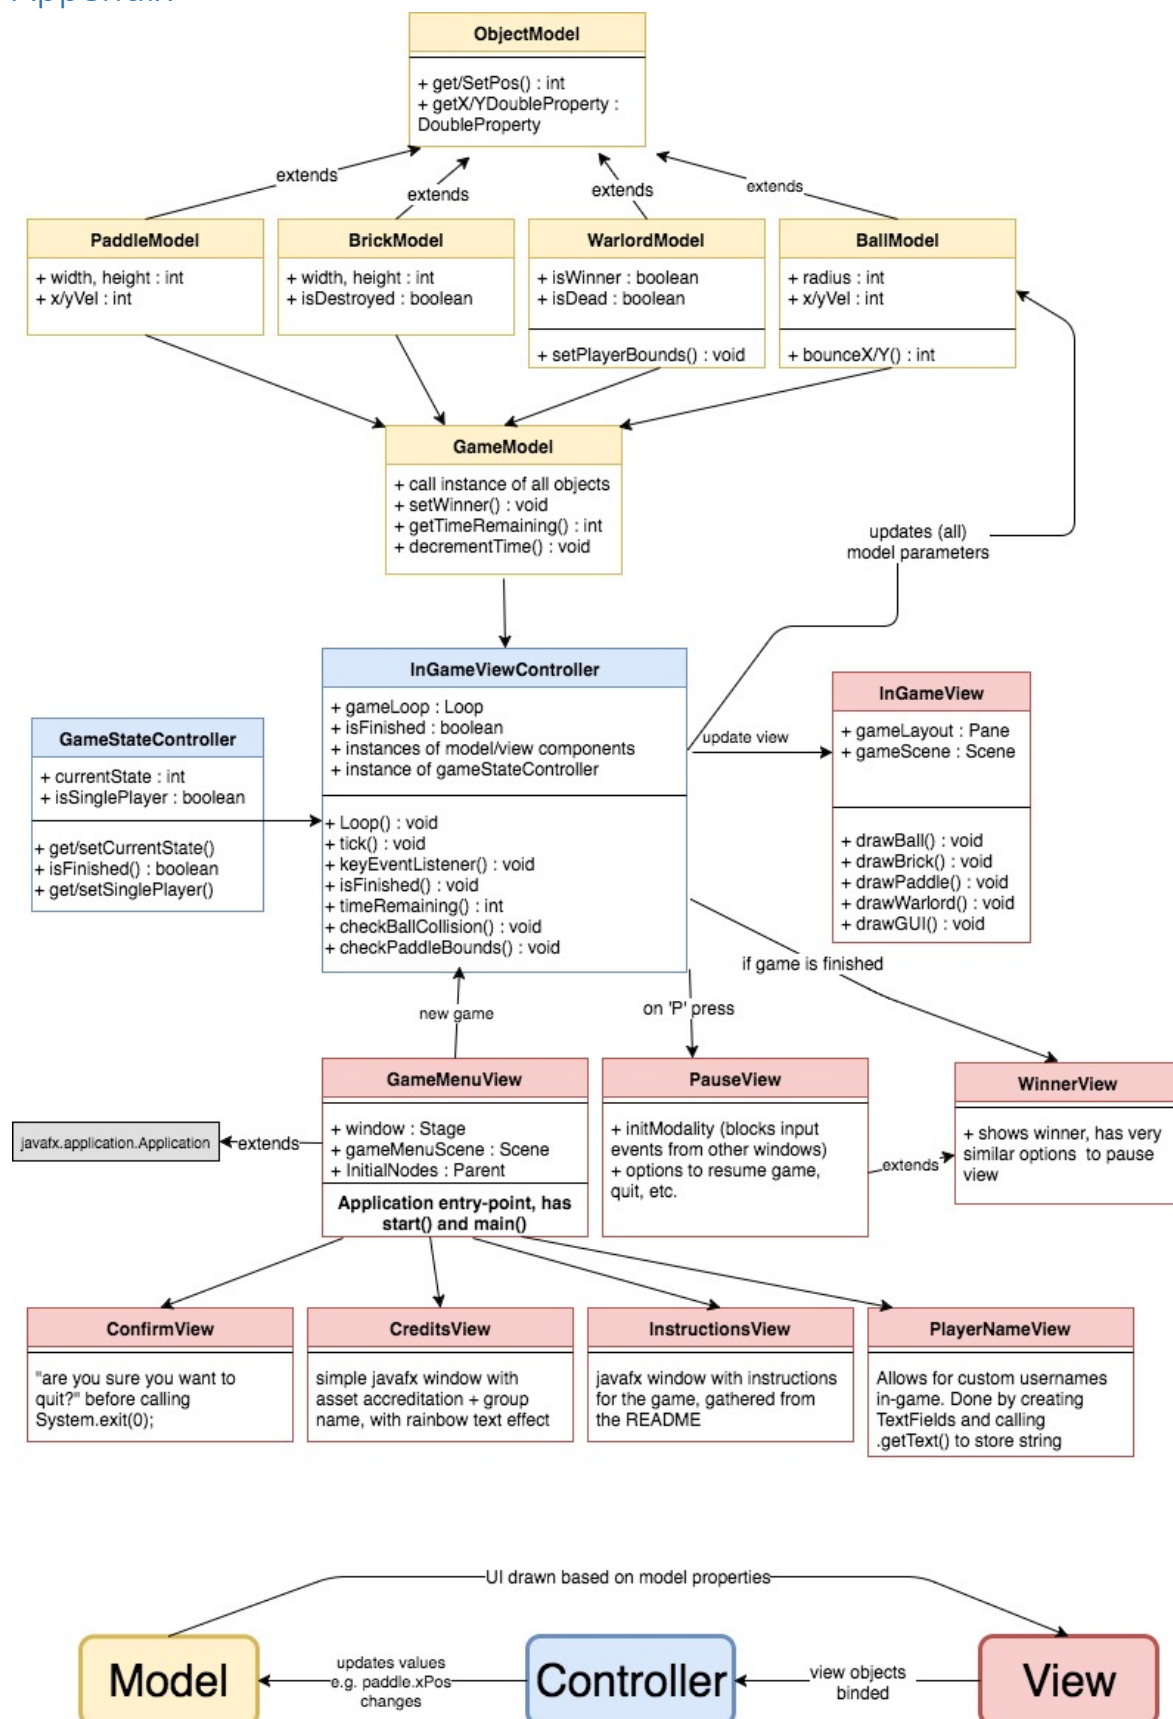 Appendix
ObjectModel
+ get/SetPos() : int
+ getX/YDoubleProperty :
DoubleProperty
extends
extends
extends
extends
PaddleModel
+ width, height : int
+ x/yVel : int
BrickModel
+ width, height : int
+ isDestroyed : boolean
WarlordModel
+ isWinner : boolean
+ isDead : boolean
+ setPlayerBounds() : void
BallModel
+ radius : int
+ x/yVel : int
+ bounceX/Y() : int
GameModel
+ call instance of all objects
+ setWinner() : void
+ getTimeRemaining() : int
+ decrementTime() : void
updates (all)
model parameters
InGameViewController
+ gameLoop : Loop
+ isFinished : boolean
+ instances of model/view components
+ instance of gameStateController
+ Loop() : void
+ tick() : void
+ keyEventListener() : void
+ isFinished() : void
+ timeRemaining() : int
+ checkBallCollision() : void
+ checkPaddleBounds() : void
GameStateController
+ currentState : int
+ isSinglePlayer : boolean
+ get/setCurrentState()
+ isFinished() : boolean
+ get/setSinglePlayer()
update view
InGameView
+ gameLayout : Pane
+ gameScene : Scene
+ drawBall() : void
+ drawBrick() : void
+ drawPaddle() : void
+ drawWarlord() : void
+ drawGUI() : void
if game is finished
new game
on 'P' press
GameMenuView
+ window : Stage
+ gameMenuScene : Scene
+ InitialNodes : Parent
Application entry-point, has
start() and main()
javafx.application.Application
extends
PauseView
+ initModality (blocks input
events from other windows)
+ options to resume game,
quit, etc.
extends
WinnerView
+ shows winner, has very
similar options to pause
view
ConfirmView
"are you sure you want to
quit?" before calling
System.exit(0);
CreditsView
simple javafx window with
asset accreditation + group
name, with rainbow text effect
InstructionsView
javafx window with instructions
for the game, gathered from
the README
PlayerNameView
Allows for custom usernames
in-game. Done by creating
TextFields and calling
.getText() to store string
UI drawn based on model properties
Model
updates values
e.g. paddle.xPos
changes
Controller
view objects
binded
View